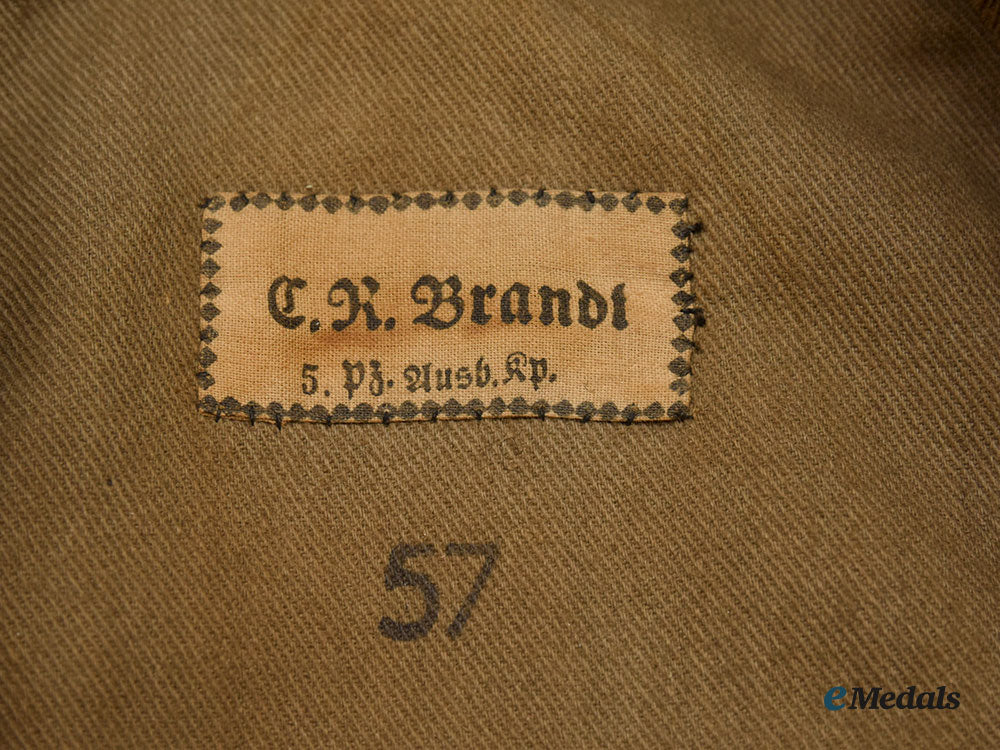 C. R. Brandt
5. Pz. Ausb. Kp.
57
eMedals